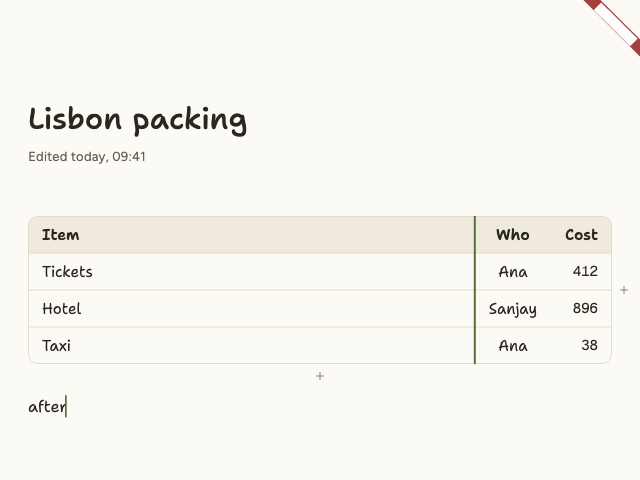 Lisbon packing
Edited today, 09:41
Item Who Cost
Tickets Ana 412
Hotel Sanjay 896
Taxi Ana 38
after